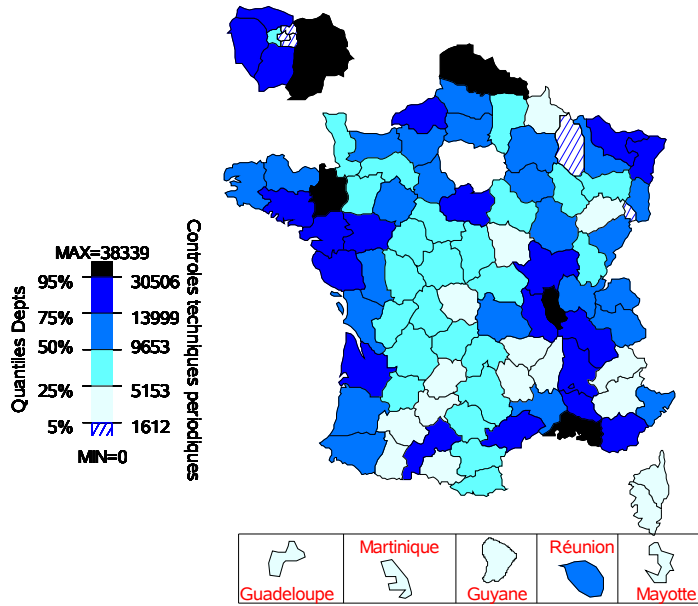 Controles techniques periodiques
Quantiles Depts
MAX=38339
95% 30506
75% 13999
50% 9653
25% 5153
5% 1612
MIN=0
Guadeloupe
Martinique
Guyane
Réunion
Mayotte